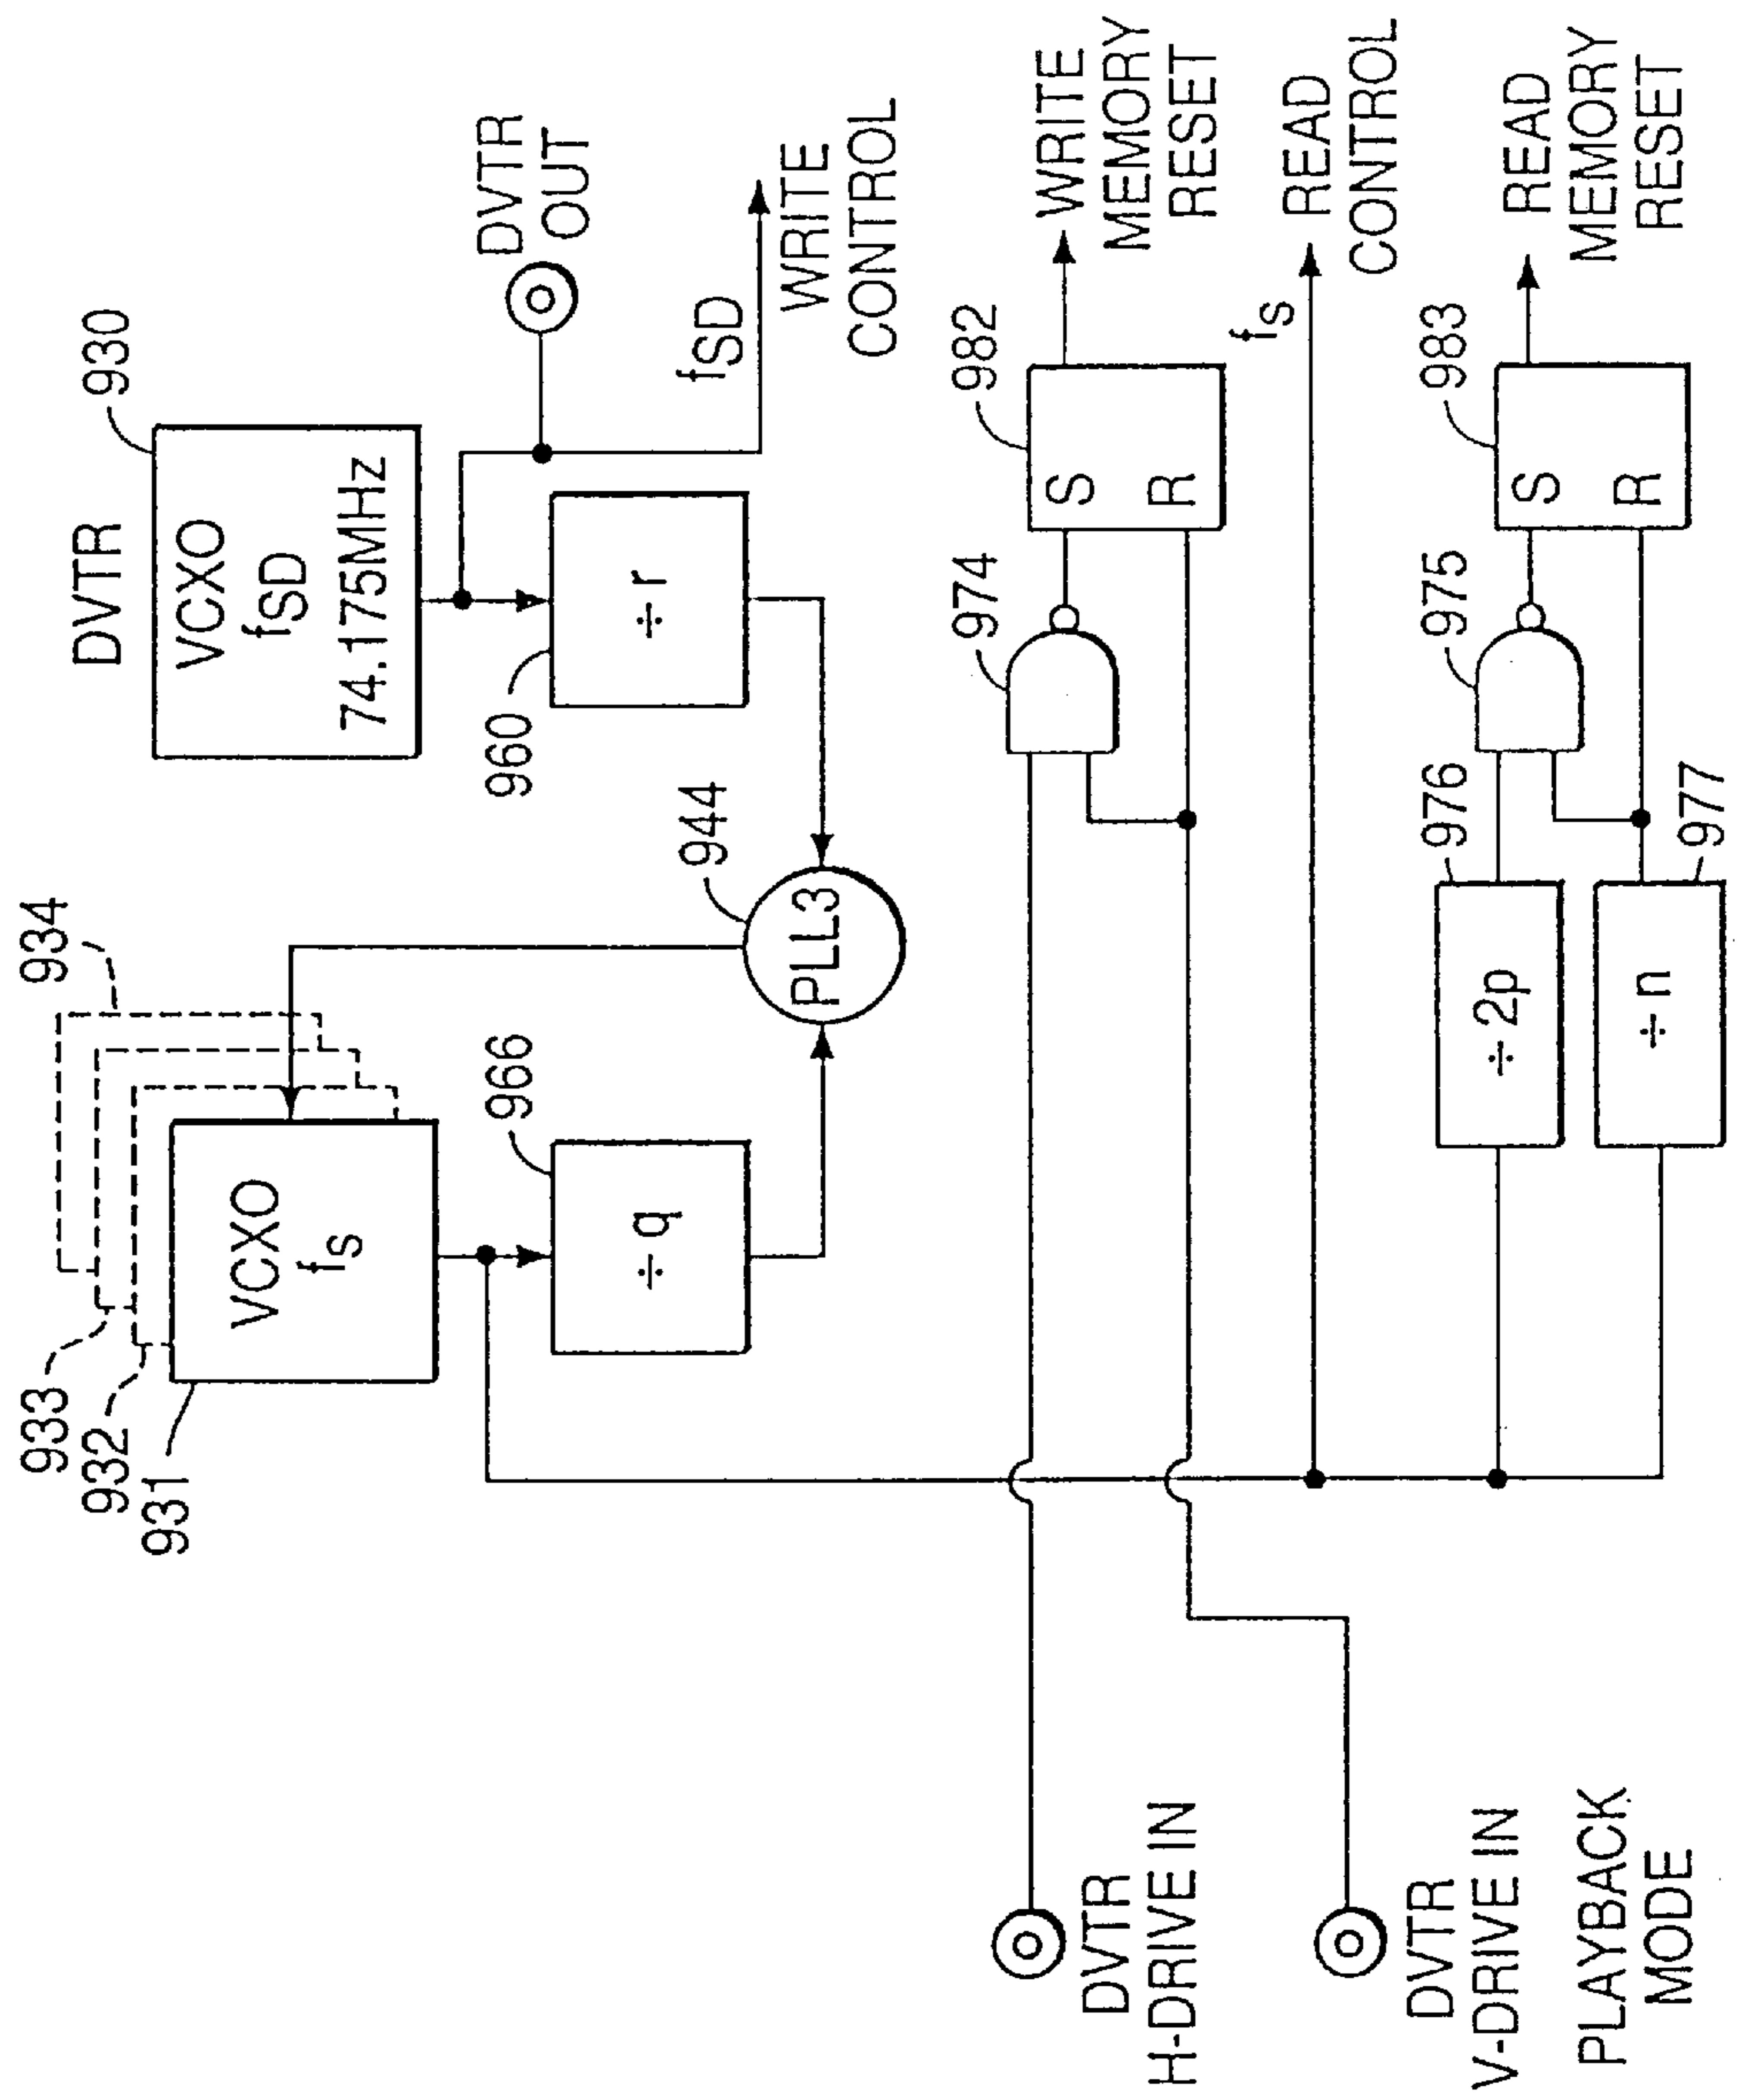 DVTR
930
VCXO
fSD
74.175MHz
DVTR
OUT
fSD
WRITE
CONTROL
960
÷ r
944
PLL3
934
933
932
931
VCXO
fS
966
÷ q
974
982
S
R
WRITE
MEMORY
RESET
fS
READ
CONTROL
975
983
S
R
READ
MEMORY
RESET
976
÷ 2p
977
÷ n
DVTR
H-DRIVE IN
DVTR
V-DRIVE IN
PLAYBACK
MODE